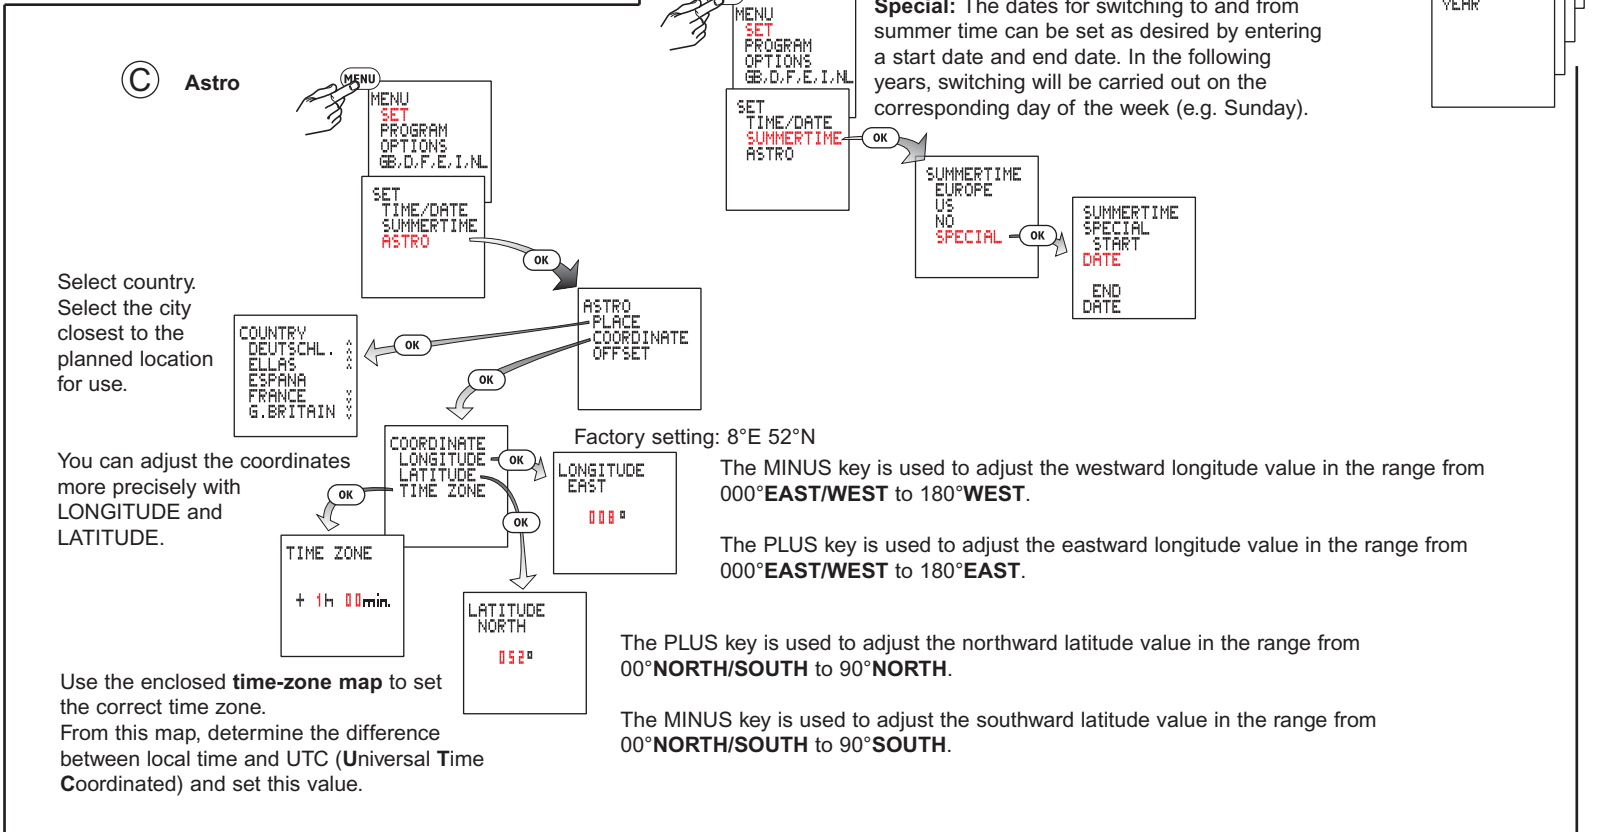 Special: The dates for switching to and from
summer time can be set as desired by entering
a start date and end date. In the following
years, switching will be carried out on the
corresponding day of the week (e.g. Sunday).
YEAR
MENU
SET
PROGRAM
OPTIONS
GB,D,F,E,I,NL
SET
TIME/DATE
SUMMERTIME
ASTRO
OK
SUMMERTIME
EUROPE
US
NO
SPECIAL
OK
SUMMERTIME
SPECIAL
START
DATE
END
DATE
C Astro
MENU
MENU
SET
PROGRAM
OPTIONS
GB,D,F,E,I,NL
SET
TIME/DATE
SUMMERTIME
ASTRO
OK
ASTRO
PLACE
COORDINATE
OFFSET
OK
OK
Select country.
Select the city
closest to the
planned location
for use.
COUNTRY
DEUTSCHL.
ELLAS
ESPANA
FRANCE
G.BRITAIN
You can adjust the coordinates
more precisely with
LONGITUDE and
LATITUDE.
COORDINATE
LONGITUDE
LATITUDE
TIME ZONE
OK
OK
OK
Factory setting: 8°E 52°N
LONGITUDE
EAST
008°
The MINUS key is used to adjust the westward longitude value in the range from
000°EAST/WEST to 180°WEST.
The PLUS key is used to adjust the eastward longitude value in the range from
000°EAST/WEST to 180°EAST.
TIME ZONE
+ 1h 00min.
LATITUDE
NORTH
052°
The PLUS key is used to adjust the northward latitude value in the range from
00°NORTH/SOUTH to 90°NORTH.
The MINUS key is used to adjust the southward latitude value in the range from
00°NORTH/SOUTH to 90°SOUTH.
Use the enclosed time-zone map to set
the correct time zone.
From this map, determine the difference
between local time and UTC (Universal Time
Coordinated) and set this value.